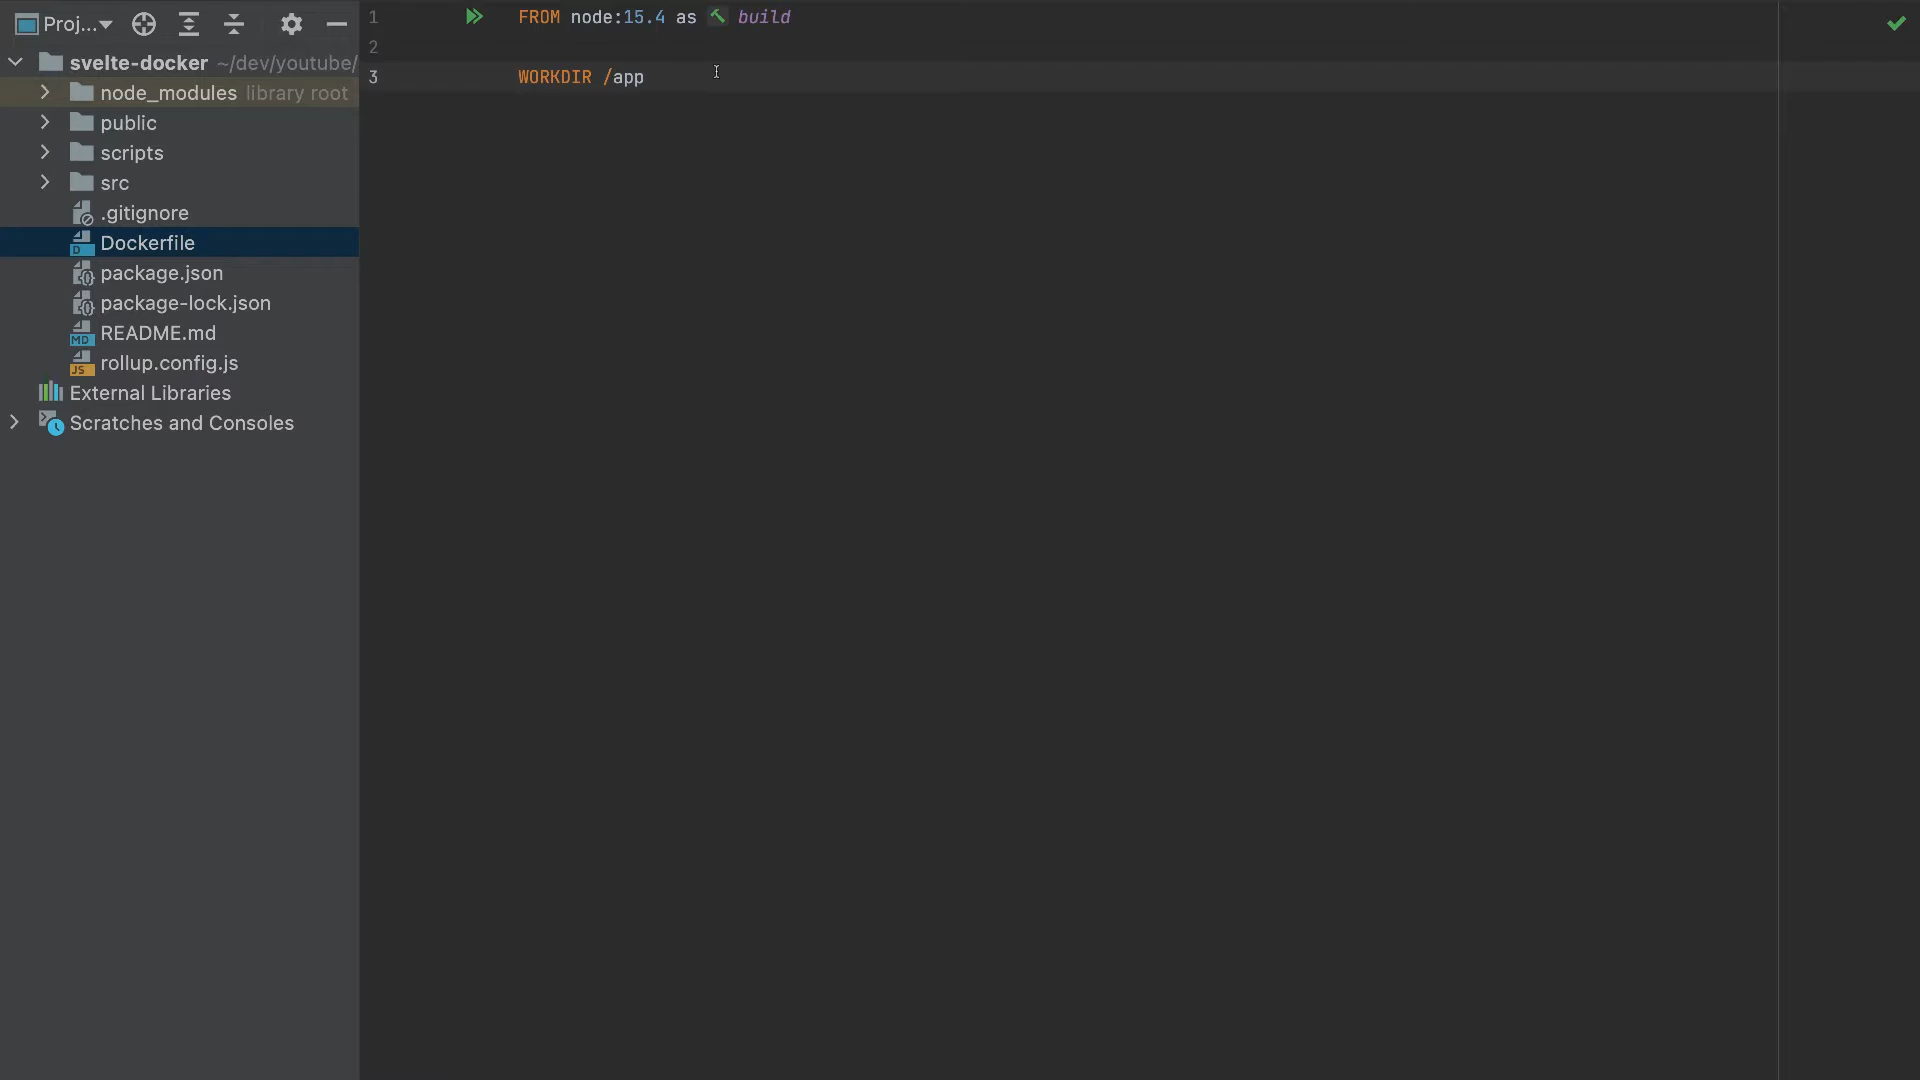 Proj...
svelte-docker ~/dev/youtube/
node_modules library root
public
scripts
src
.gitignore
Dockerfile
package.json
package-lock.json
README.md
rollup.config.js
External Libraries
Scratches and Consoles
1 FROM node:15.4 as build
2
3 WORKDIR /app